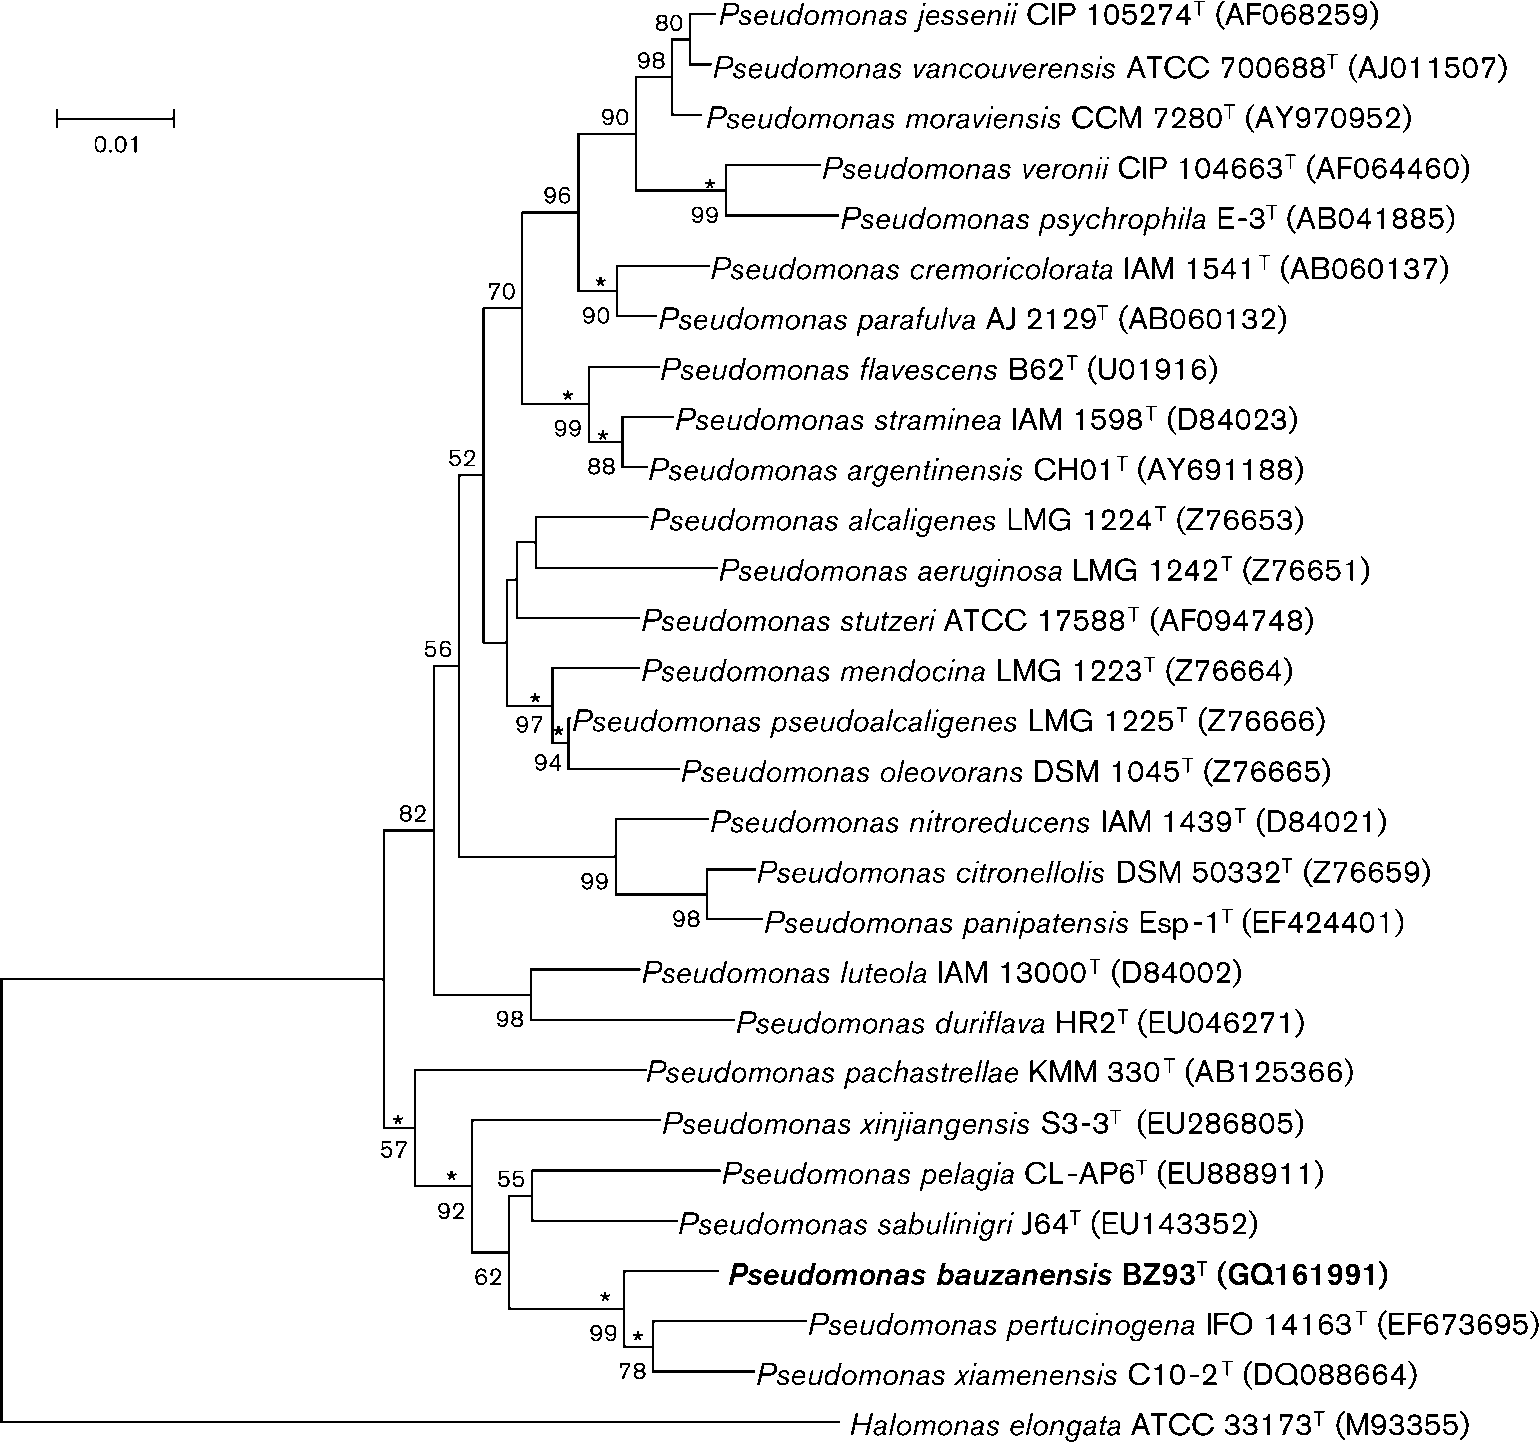 80
Pseudomonas jessenii CIP 105274T (AF068259)
98
Pseudomonas vancouverensis ATCC 700688T (AJ011507)
90
Pseudomonas moraviensis CCM 7280T (AY970952)
0.01
Pseudomonas veronii CIP 104663T (AF064460)
*
96
99
Pseudomonas psychrophila E-3T (AB041885)
Pseudomonas cremoricolorata IAM 1541T (AB060137)
*
70
90
Pseudomonas parafulva AJ 2129T (AB060132)
Pseudomonas flavescens B62T (U01916)
*
Pseudomonas straminea IAM 1598T (D84023)
99
*
52
88
Pseudomonas argentinensis CH01T (AY691188)
Pseudomonas alcaligenes LMG 1224T (Z76653)
Pseudomonas aeruginosa LMG 1242T (Z76651)
Pseudomonas stutzeri ATCC 17588T (AF094748)
56
Pseudomonas mendocina LMG 1223T (Z76664)
*
97
*
Pseudomonas pseudoalcaligenes LMG 1225T (Z76666)
94
Pseudomonas oleovorans DSM 1045T (Z76665)
82
Pseudomonas nitroreducens IAM 1439T (D84021)
99
Pseudomonas citronellolis DSM 50332T (Z76659)
98
Pseudomonas panipatensis Esp-1T (EF424401)
Pseudomonas luteola IAM 13000T (D84002)
98
Pseudomonas duriflava HR2T (EU046271)
Pseudomonas pachastrellae KMM 330T (AB125366)
*
57
Pseudomonas xinjiangensis S3-3T (EU286805)
*
55
Pseudomonas pelagia CL-AP6T (EU888911)
92
Pseudomonas sabulinigri J64T (EU143352)
62
Pseudomonas bauzanensis BZ93T (GQ161991)
*
99
*
Pseudomonas pertucinogena IFO 14163T (EF673695)
78
Pseudomonas xiamenensis C10-2T (DQ088664)
Halomonas elongata ATCC 33173T (M93355)